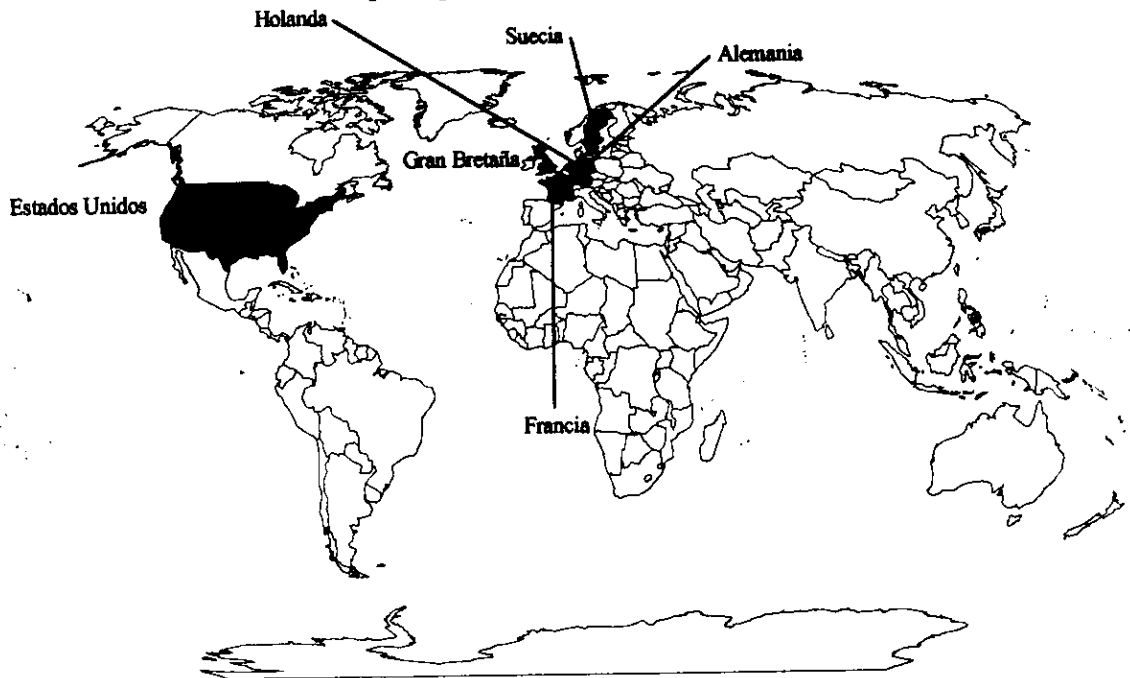 Holanda
Suecia
Alemania
Gran Bretaña
Estados Unidos
Francia